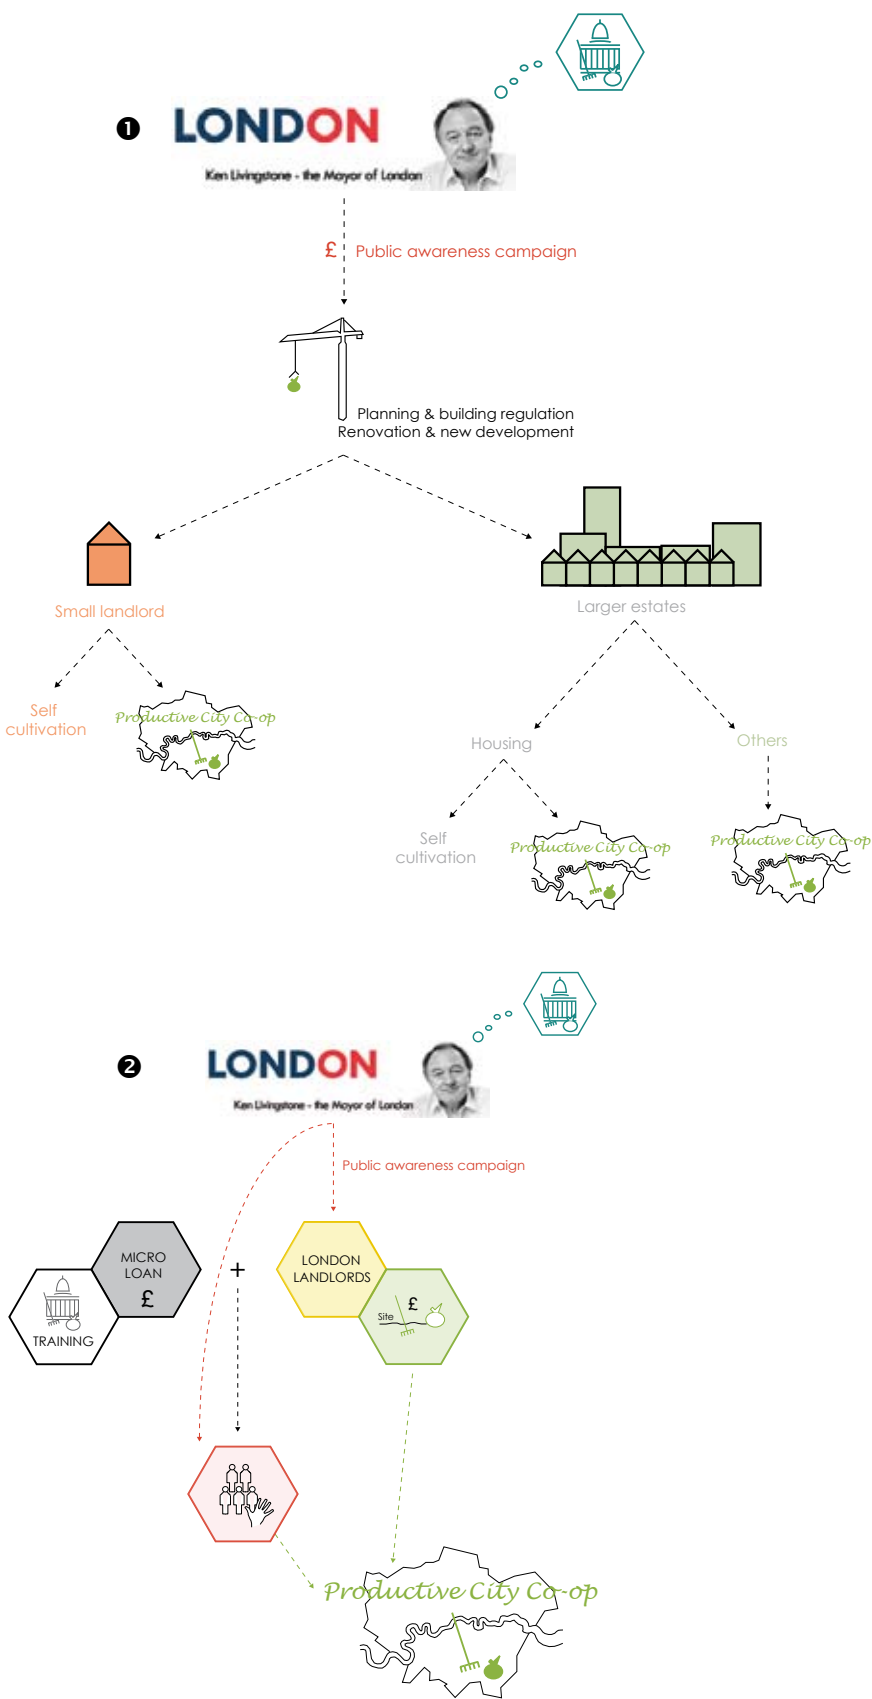 ❶
LONDON
Ken Livingstone - the Mayor of London
£ Public awareness campaign
Planning & building regulation
Renovation & new development
Small landlord
Larger estates
Self
cultivation
Productive City Co-op
Housing
Others
Self
cultivation
Productive City Co-op
Productive City Co-op
❷
LONDON
Ken Livingstone - the Mayor of London
Public awareness campaign
MICRO
LOAN
£
TRAINING
+
LONDON
LANDLORDS
£
Site
Productive City Co-op